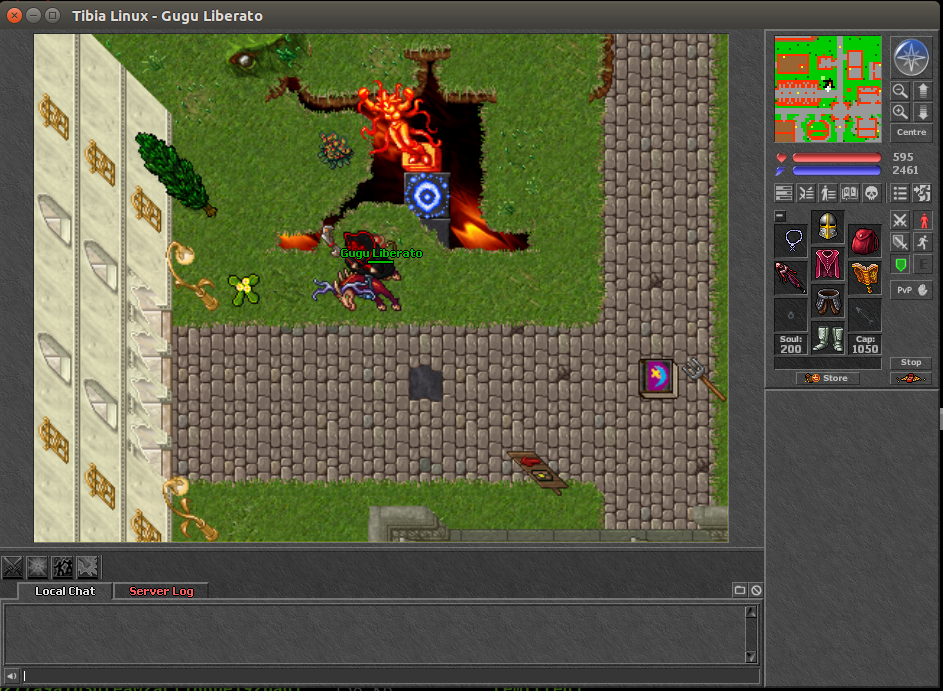 Tibia Linux - Gugu Liberato
Centre
595
2461
Gugu Liberato
PvP
Soul:
200
Cap:
1050
Stop
Store
Local Chat
Server Log